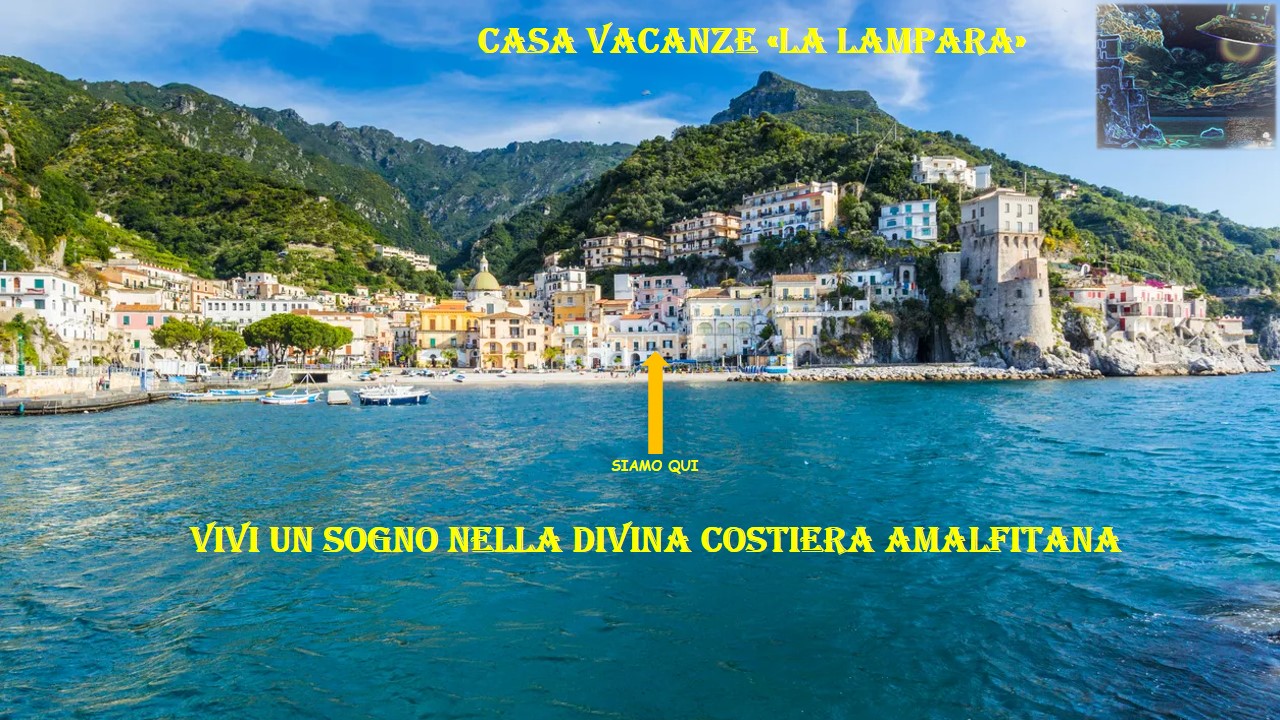 CASA VACANZE «LA LAMPARA»
SIAMO QUI
VIVI UN SOGNO NELLA DIVINA COSTIERA AMALFITANA